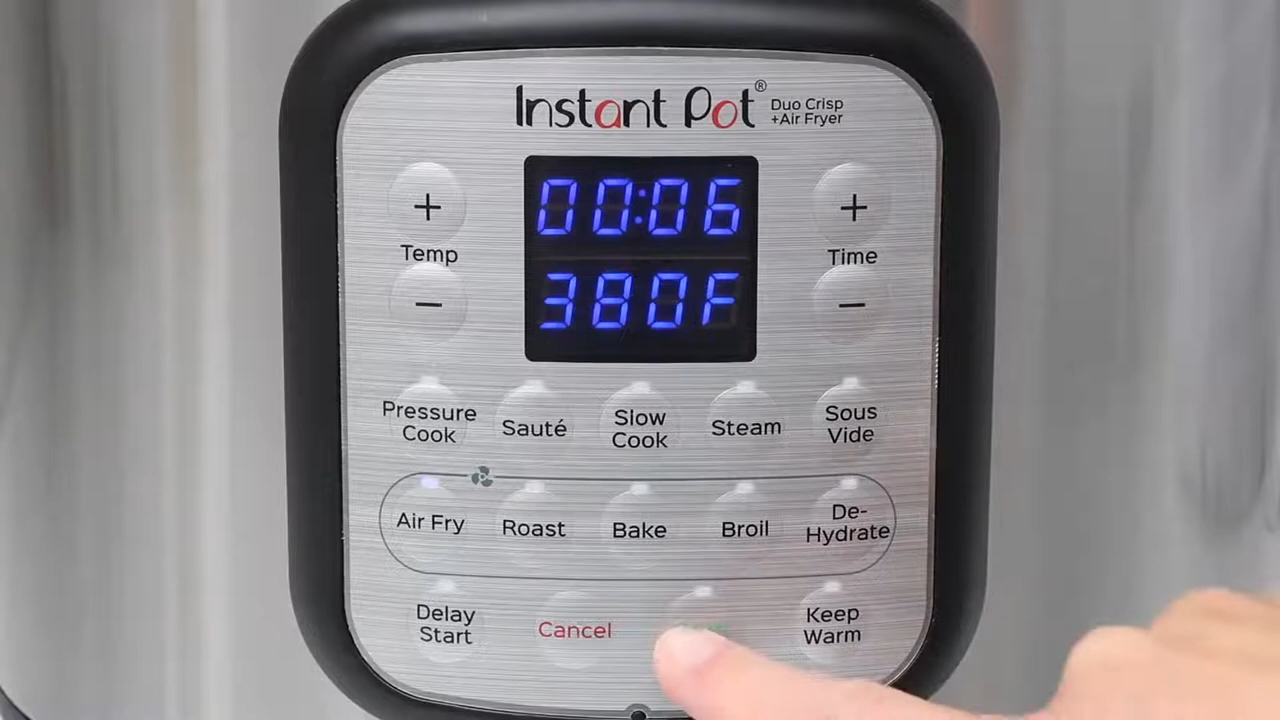 Instant Pot® Duo Crisp
+Air Fryer
00:06
380F
+
+
Temp
Time
−
−
Pressure
Cook
Sauté
Slow
Cook
Steam
Sous
Vide
Air Fry
Roast
Bake
Broil
De-
Hydrate
Delay
Start
Cancel
Keep
Warm